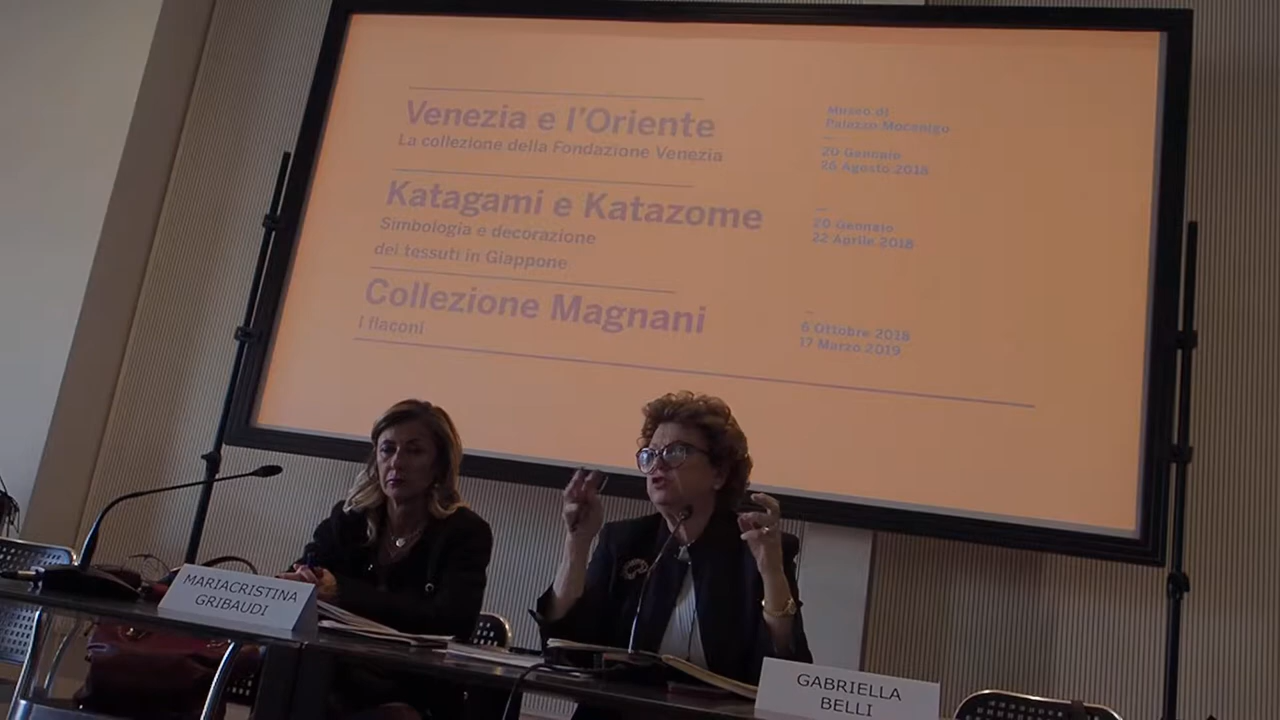 Venezia e l'Oriente
La collezione della Fondazione Venezia
Museo di
Palazzo Mocenigo
20 Gennaio
26 Agosto 2018
Katagami e Katazome
Simbologia e decorazione
dei tessuti in Giappone
20 Gennaio
22 Aprile 2018
Collezione Magnani
I flaconi
6 Ottobre 2018
17 Marzo 2019
MARIACRISTINA
GRIBAUDI
GABRIELLA
BELLI